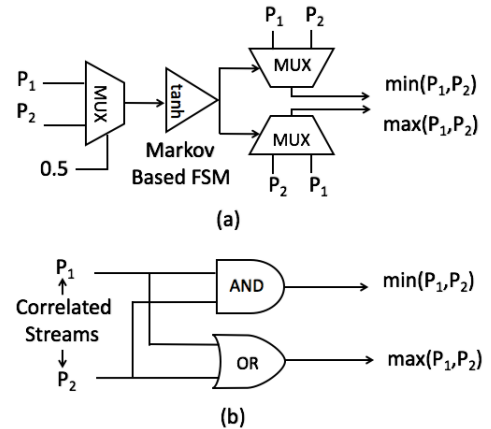 P1 P2
MUX
P1
P2
MUX
tanh
0.5
Markov
Based FSM
min(P1,P2)
max(P1,P2)
MUX
P2 P1
(a)
P1
Correlated
Streams
P2
AND
OR
min(P1,P2)
max(P1,P2)
(b)